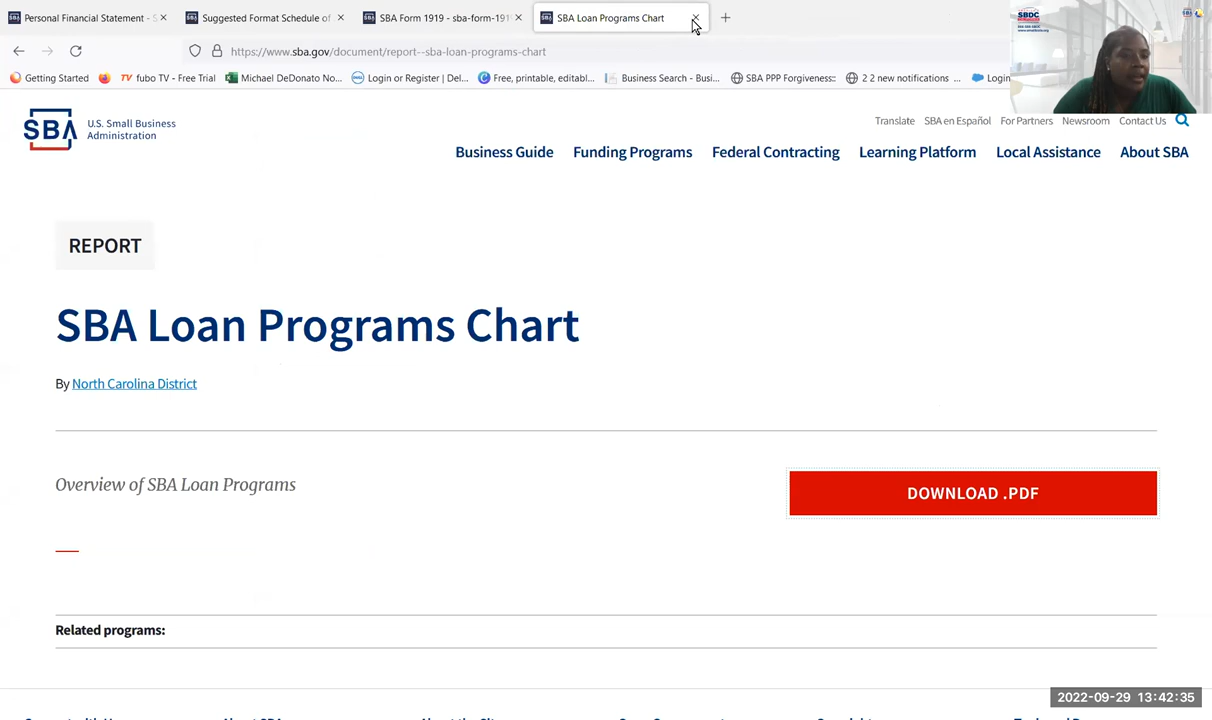 Personal Financial Statement - S
Suggested Format Schedule of
SBA Form 1919 - sba-form-191
SBA Loan Programs Chart
https://www.sba.gov/document/report--sba-loan-programs-chart
Getting Started
fubo TV - Free Trial
Michael DeDonato No...
Login or Register | Del...
Free, printable, editabl...
Business Search - Busi...
SBA PPP Forgiveness:
2 2 new notifications ...
Login
SBDC
SBA
U.S. Small Business
Administration
Translate SBA en Español For Partners Newsroom Contact Us
Business Guide Funding Programs Federal Contracting Learning Platform Local Assistance About SBA
REPORT
SBA Loan Programs Chart
By North Carolina District
Overview of SBA Loan Programs
DOWNLOAD .PDF
Related programs:
2022-09-29 13:42:35